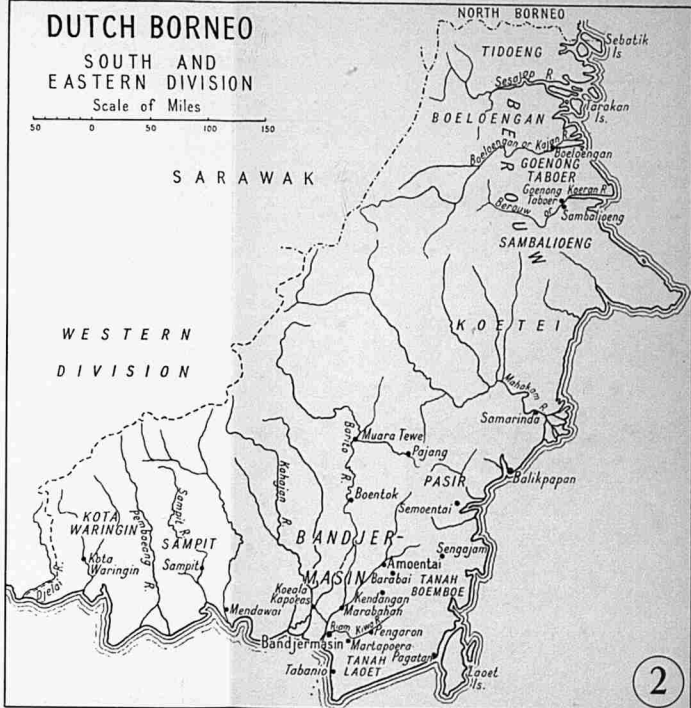 DUTCH BORNEO
SOUTH AND
EASTERN DIVISION
Scale of Miles
50 0 50 100 150
NORTH BORNEO
Sebatik
Is.
TIDOENG
Sesajap R.
Tarakan
Is.
BOELOENGAN
BEROUW
Boeloengan or Kajan
Boeloengan
GOENONG
TABOER
Goenong
Taboer
Koeran R.
Berouw or
Sambalioeng
SAMBALIOENG
SARAWAK
WESTERN
DIVISION
KOETEI
Mahakam R.
Samarinda
Muara Tewe
Barito R.
Pajang
Balikpapan
PASIR
Boentok
Semoentai
Kahajan R.
KOTA
WARINGIN
Kota
Waringin
Djelai R.
Pemboeang R.
Sampit R.
SAMPIT
Sampit
Mendawai
BANDJER-
MASIN
Sengajam
Amoentai
Barabai
TANAH
BOEMBOE
Kendangan
Koeala
Kapoeas
Marabahan
Riam Kiwa R.
Pengaron
Bandjermasin
Martapoera
TANAH
LAOET
Pagatan
Tabanio
Laoet
Is.
2